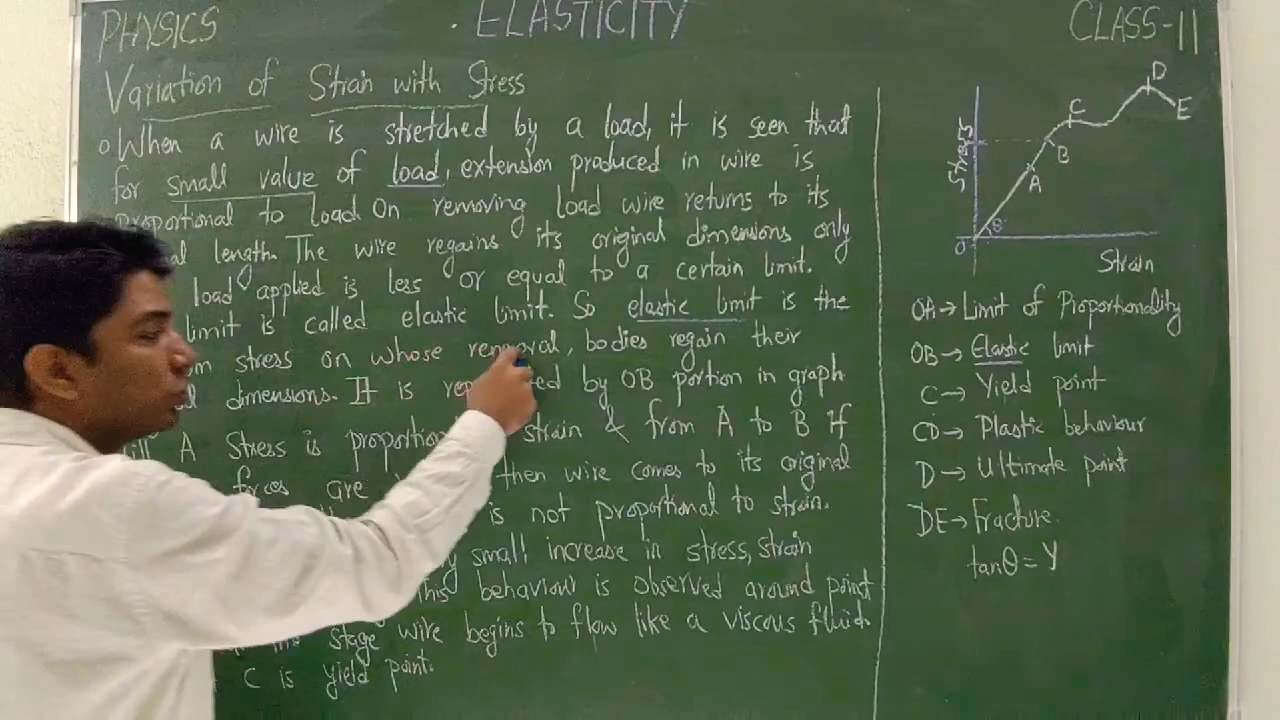 PHYSICS
ELASTICITY
CLASS-11
Variation of Strain with Stress
When a wire is stretched by a load, it is seen that
for small value of load, extension produced in wire is
proportional to load. On removing load wire returns to its
length. The wire regains its original dimensions only
load applied is less or equal to a certain limit.
limit is called elastic limit. So elastic limit is the
stress on whose removal, bodies regain their
dimensions. It is by OB portion in graph
A Stress is strain & from A to B if
forces are then wire comes to its original
is not proportional to strain.
small increase in stress, strain
This behaviour is observed around point
stage wire begins to flow like a viscous fluid.
C is yield point.
Stress
Strain
O
θ
A
B
C
D
E
OA→ Limit of Proportionality
OB→ Elastic limit
C→ Yield point
CD→ Plastic behaviour
D→ Ultimate point
DE→ Fracture.
tanθ = Y